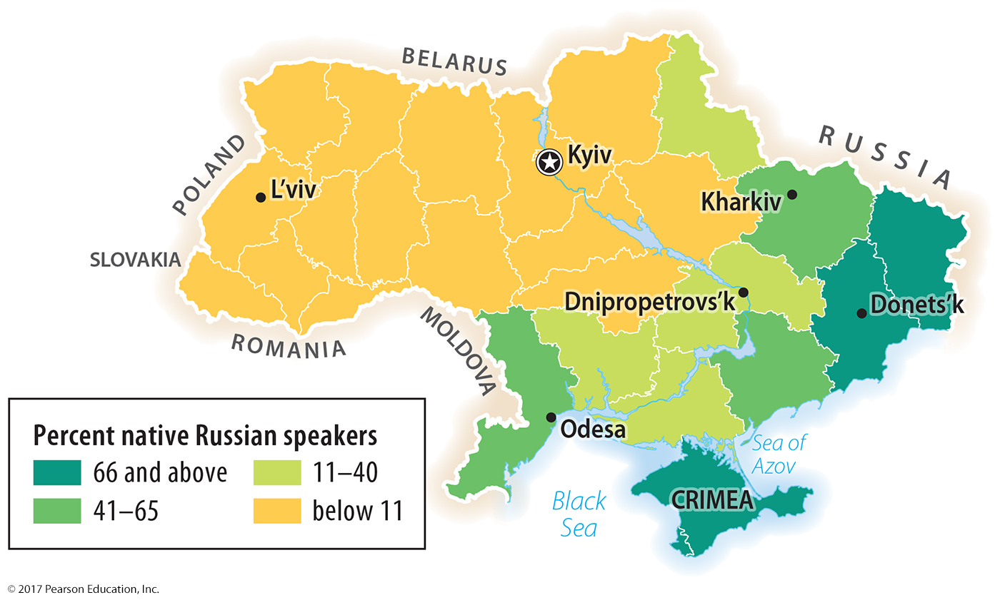 BELARUS
RUSSIA
POLAND
Kyiv
L’viv
Kharkiv
SLOVAKIA
Dnipropetrovs’k
Donets’k
ROMANIA
MOLDOVA
Odesa
Sea of
Azov
CRIMEA
Black
Sea
Percent native Russian speakers
66 and above
11–40
41–65
below 11
© 2017 Pearson Education, Inc.